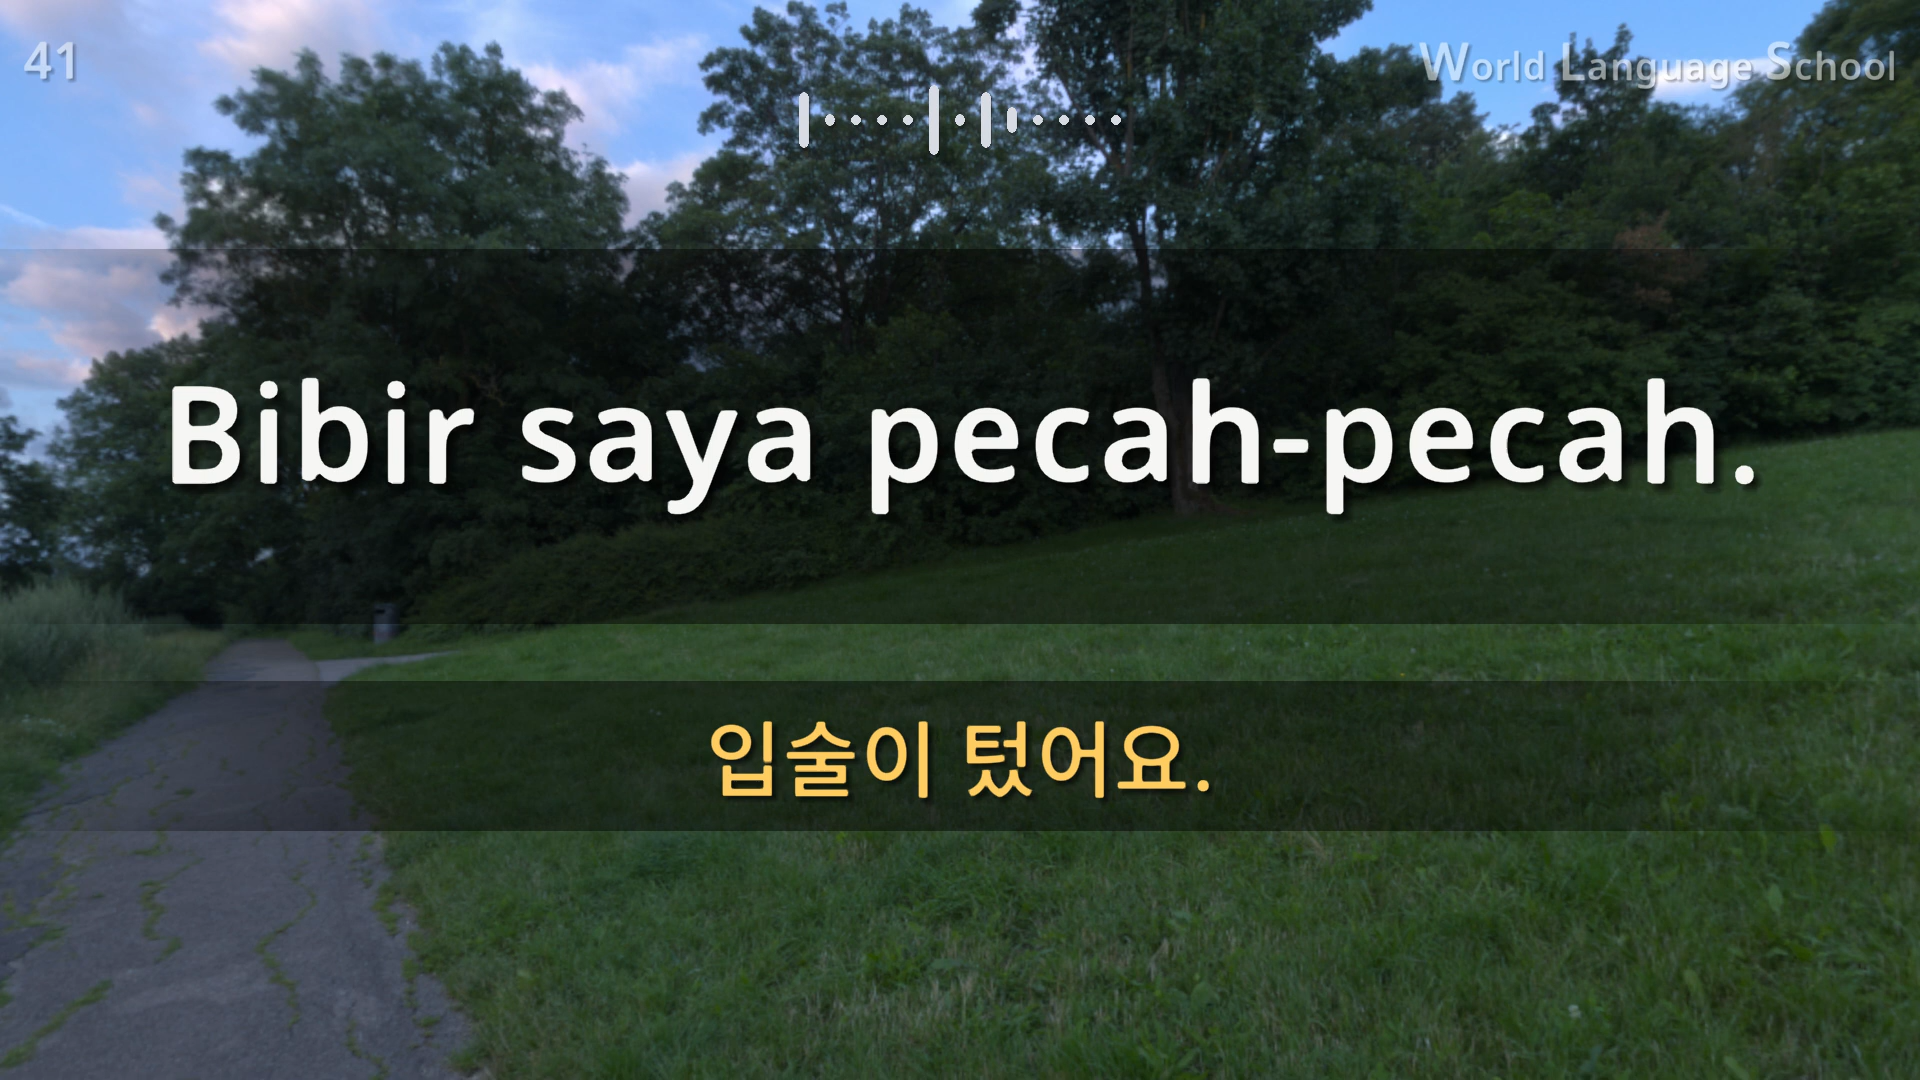 41
World Language School
Bibir saya pecah-pecah.
입술이 텄어요.